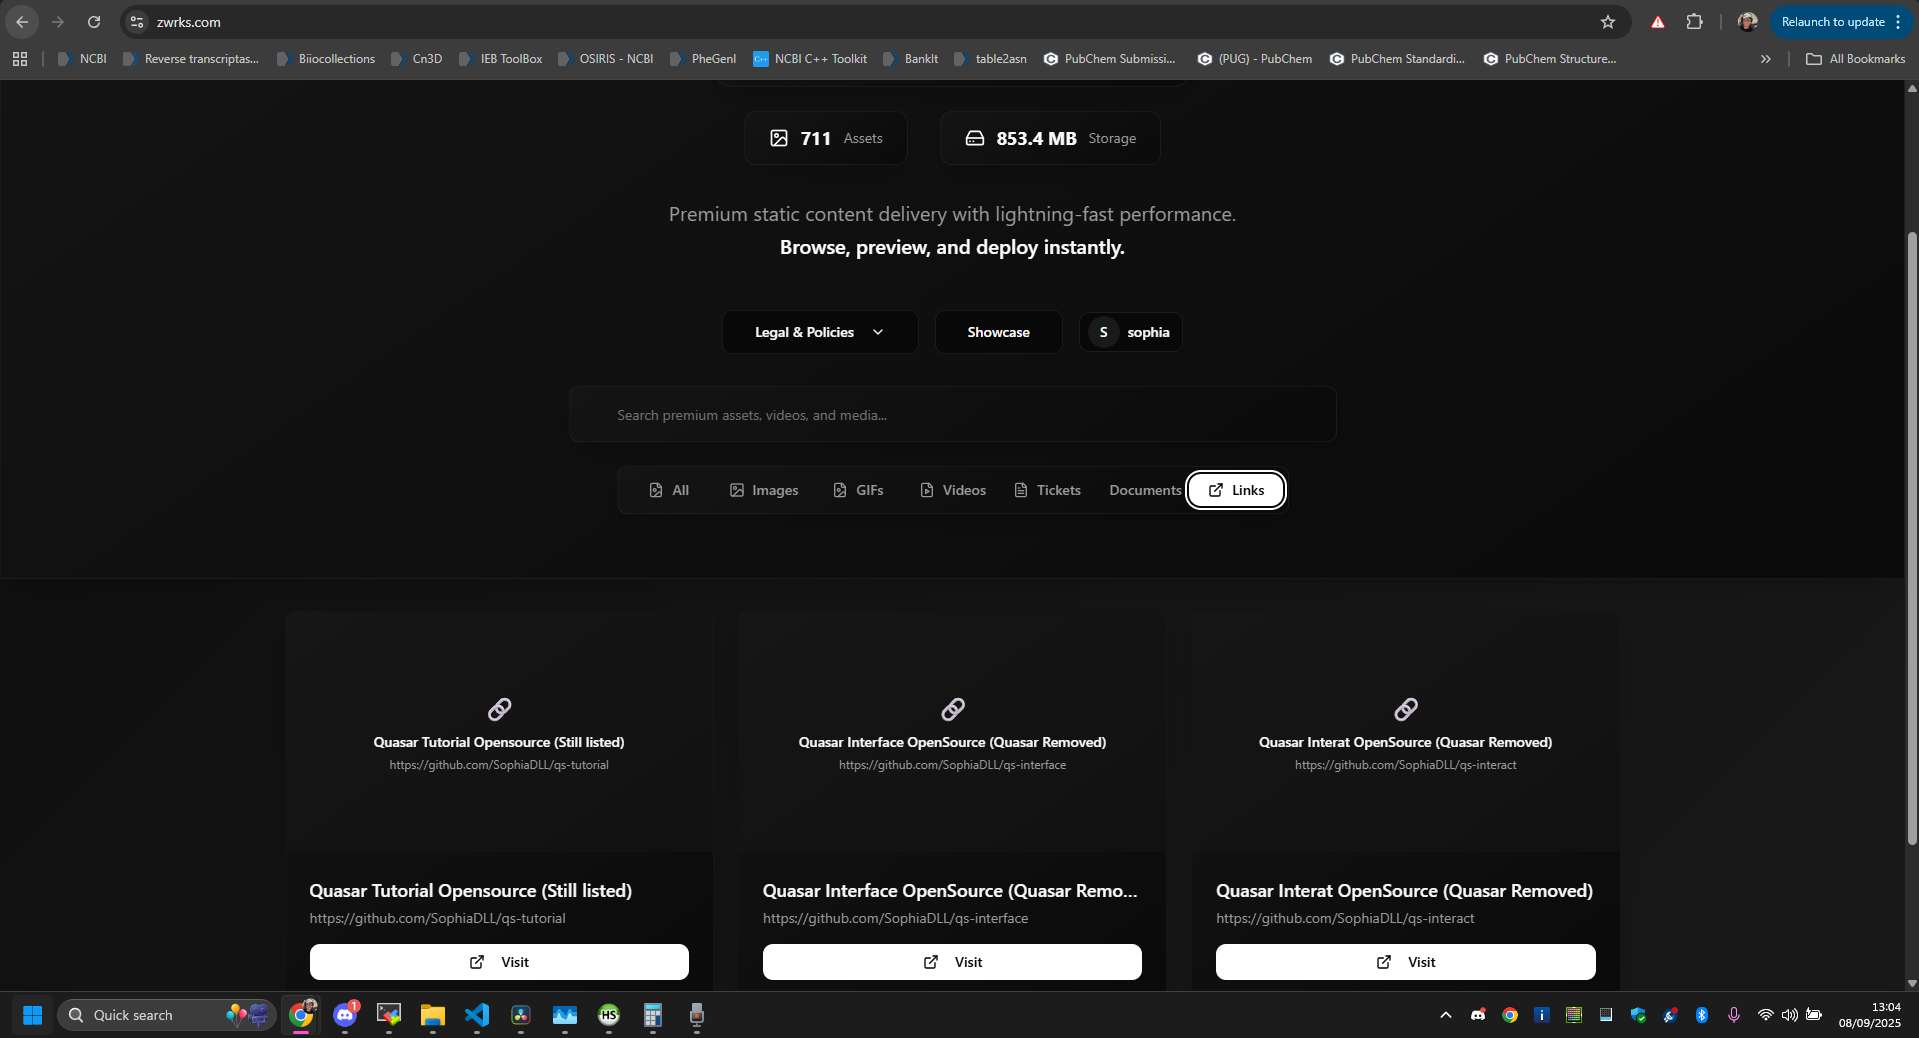 zwrks.com
Relaunch to update
NCBI
Reverse transcriptas...
Biiocollections
Cn3D
IEB ToolBox
OSIRIS - NCBI
PheGenI
C++
NCBI C++ Toolkit
BankIt
table2asn
PubChem Submissi...
(PUG) - PubChem
PubChem Standardi...
PubChem Structure...
All Bookmarks
711 Assets
853.4 MB Storage
Premium static content delivery with lightning-fast performance.
Browse, preview, and deploy instantly.
Legal & Policies
Showcase
S sophia
Search premium assets, videos, and media...
All
Images
GIFs
Videos
Tickets
Documents
Links
Quasar Tutorial Opensource (Still listed)
https://github.com/SophiaDLL/qs-tutorial
Quasar Interface OpenSource (Quasar Removed)
https://github.com/SophiaDLL/qs-interface
Quasar Interat OpenSource (Quasar Removed)
https://github.com/SophiaDLL/qs-interact
Quasar Tutorial Opensource (Still listed)
https://github.com/SophiaDLL/qs-tutorial
Visit
Quasar Interface OpenSource (Quasar Remo...
https://github.com/SophiaDLL/qs-interface
Visit
Quasar Interat OpenSource (Quasar Removed)
https://github.com/SophiaDLL/qs-interact
Visit
Quick search
1
HS
13:04
08/09/2025